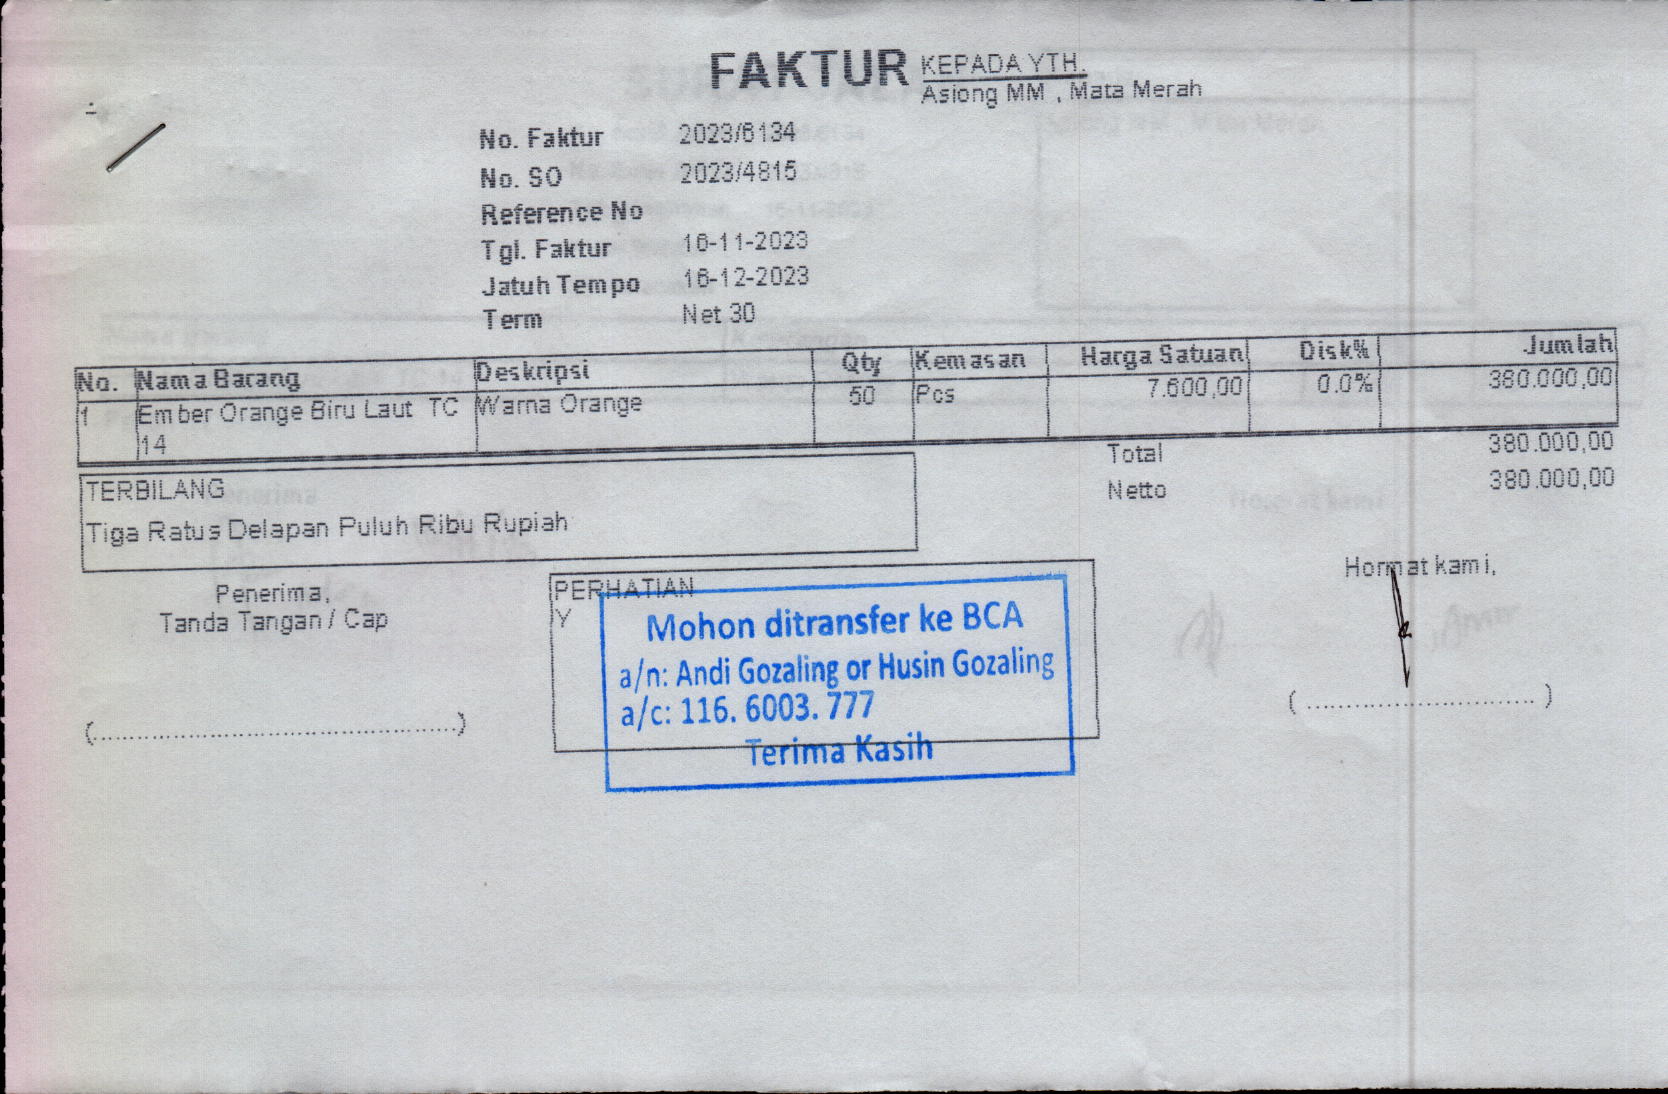 FAKTUR
KEPADA YTH.
Asiong MM , Mata Merah
No. Faktur 2023/6134
No. SO 2023/4815
Reference No
Tgl. Faktur 16-11-2023
Jatuh Tempo 16-12-2023
Term Net 30
No. Nama Barang Deskripsi Qty Kemasan Harga Satuan Disk% Jumlah
1 Ember Orange Biru Laut TC Warna Orange 50 Pcs 7.600,00 0.0% 380.000,00
14
Total 380.000,00
Netto 380.000,00
TERBILANG
Tiga Ratus Delapan Puluh Ribu Rupiah
Penerima,
Tanda Tangan / Cap
(..................................................)
PERHATIAN
Y
Mohon ditransfer ke BCA
a/n: Andi Gozaling or Husin Gozaling
a/c: 116. 6003. 777
Terima Kasih
Hormat kami,
( ............................. )